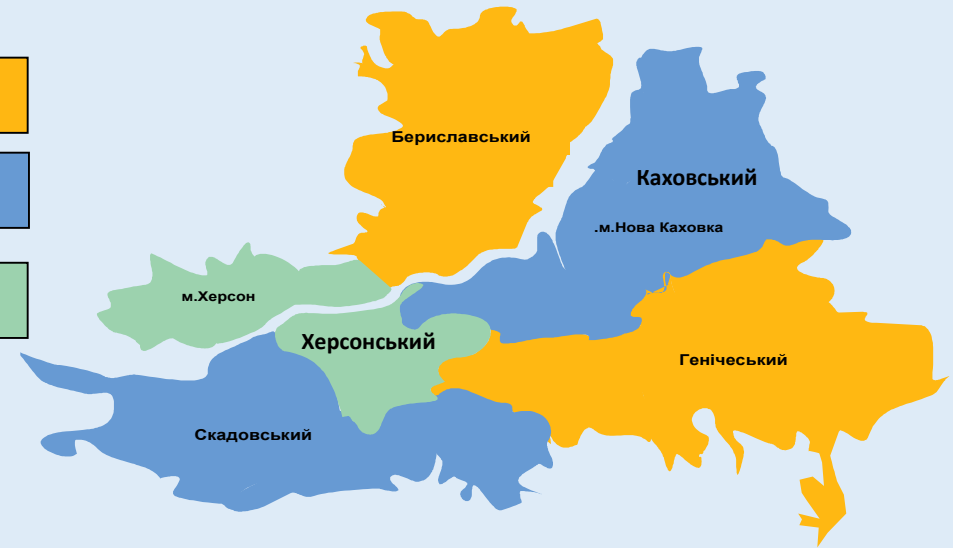 Бериславський
Каховський
.м.Нова Каховка
м.Херсон
Херсонський
Генічеський
Скадовський